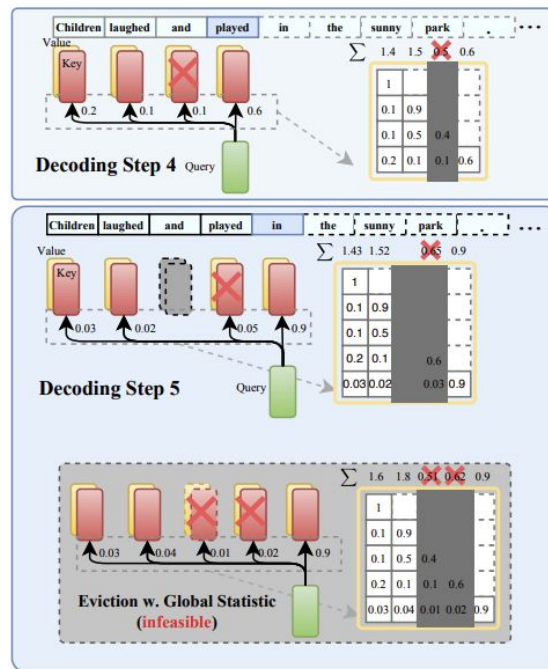 Children laughed and played in the sunny park . ...
Value
Key
∑ 1.4 1.5 0.5 0.6
1
0.1 0.9
0.1 0.5 0.4
0.2 0.1 0.1 0.6
0.2 0.1 0.1 0.6
Decoding Step 4
Query
Children laughed and played in the sunny park . ...
Value
Key
∑ 1.43 1.52 0.65 0.9
1
0.1 0.9
0.1 0.5
0.2 0.1 0.6
0.03 0.02 0.03 0.9
0.03 0.02 0.05 0.9
Decoding Step 5
Query
∑ 1.6 1.8 0.51 0.62 0.9
1
0.1 0.9
0.1 0.5 0.4
0.2 0.1 0.1 0.6
0.03 0.04 0.01 0.02 0.9
0.03 0.04 0.01 0.02 0.9
Eviction w. Global Statistic
(infeasible)